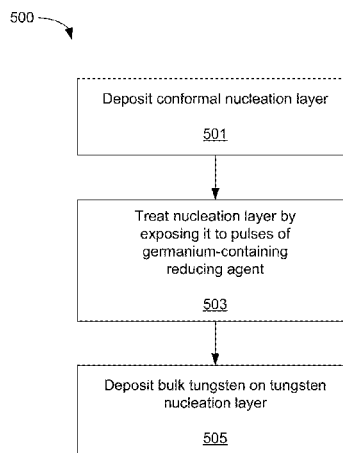 500
Deposit conformal nucleation layer
501
Treat nucleation layer by
exposing it to pulses of
germanium-containing
reducing agent
503
Deposit bulk tungsten on tungsten
nucleation layer
505